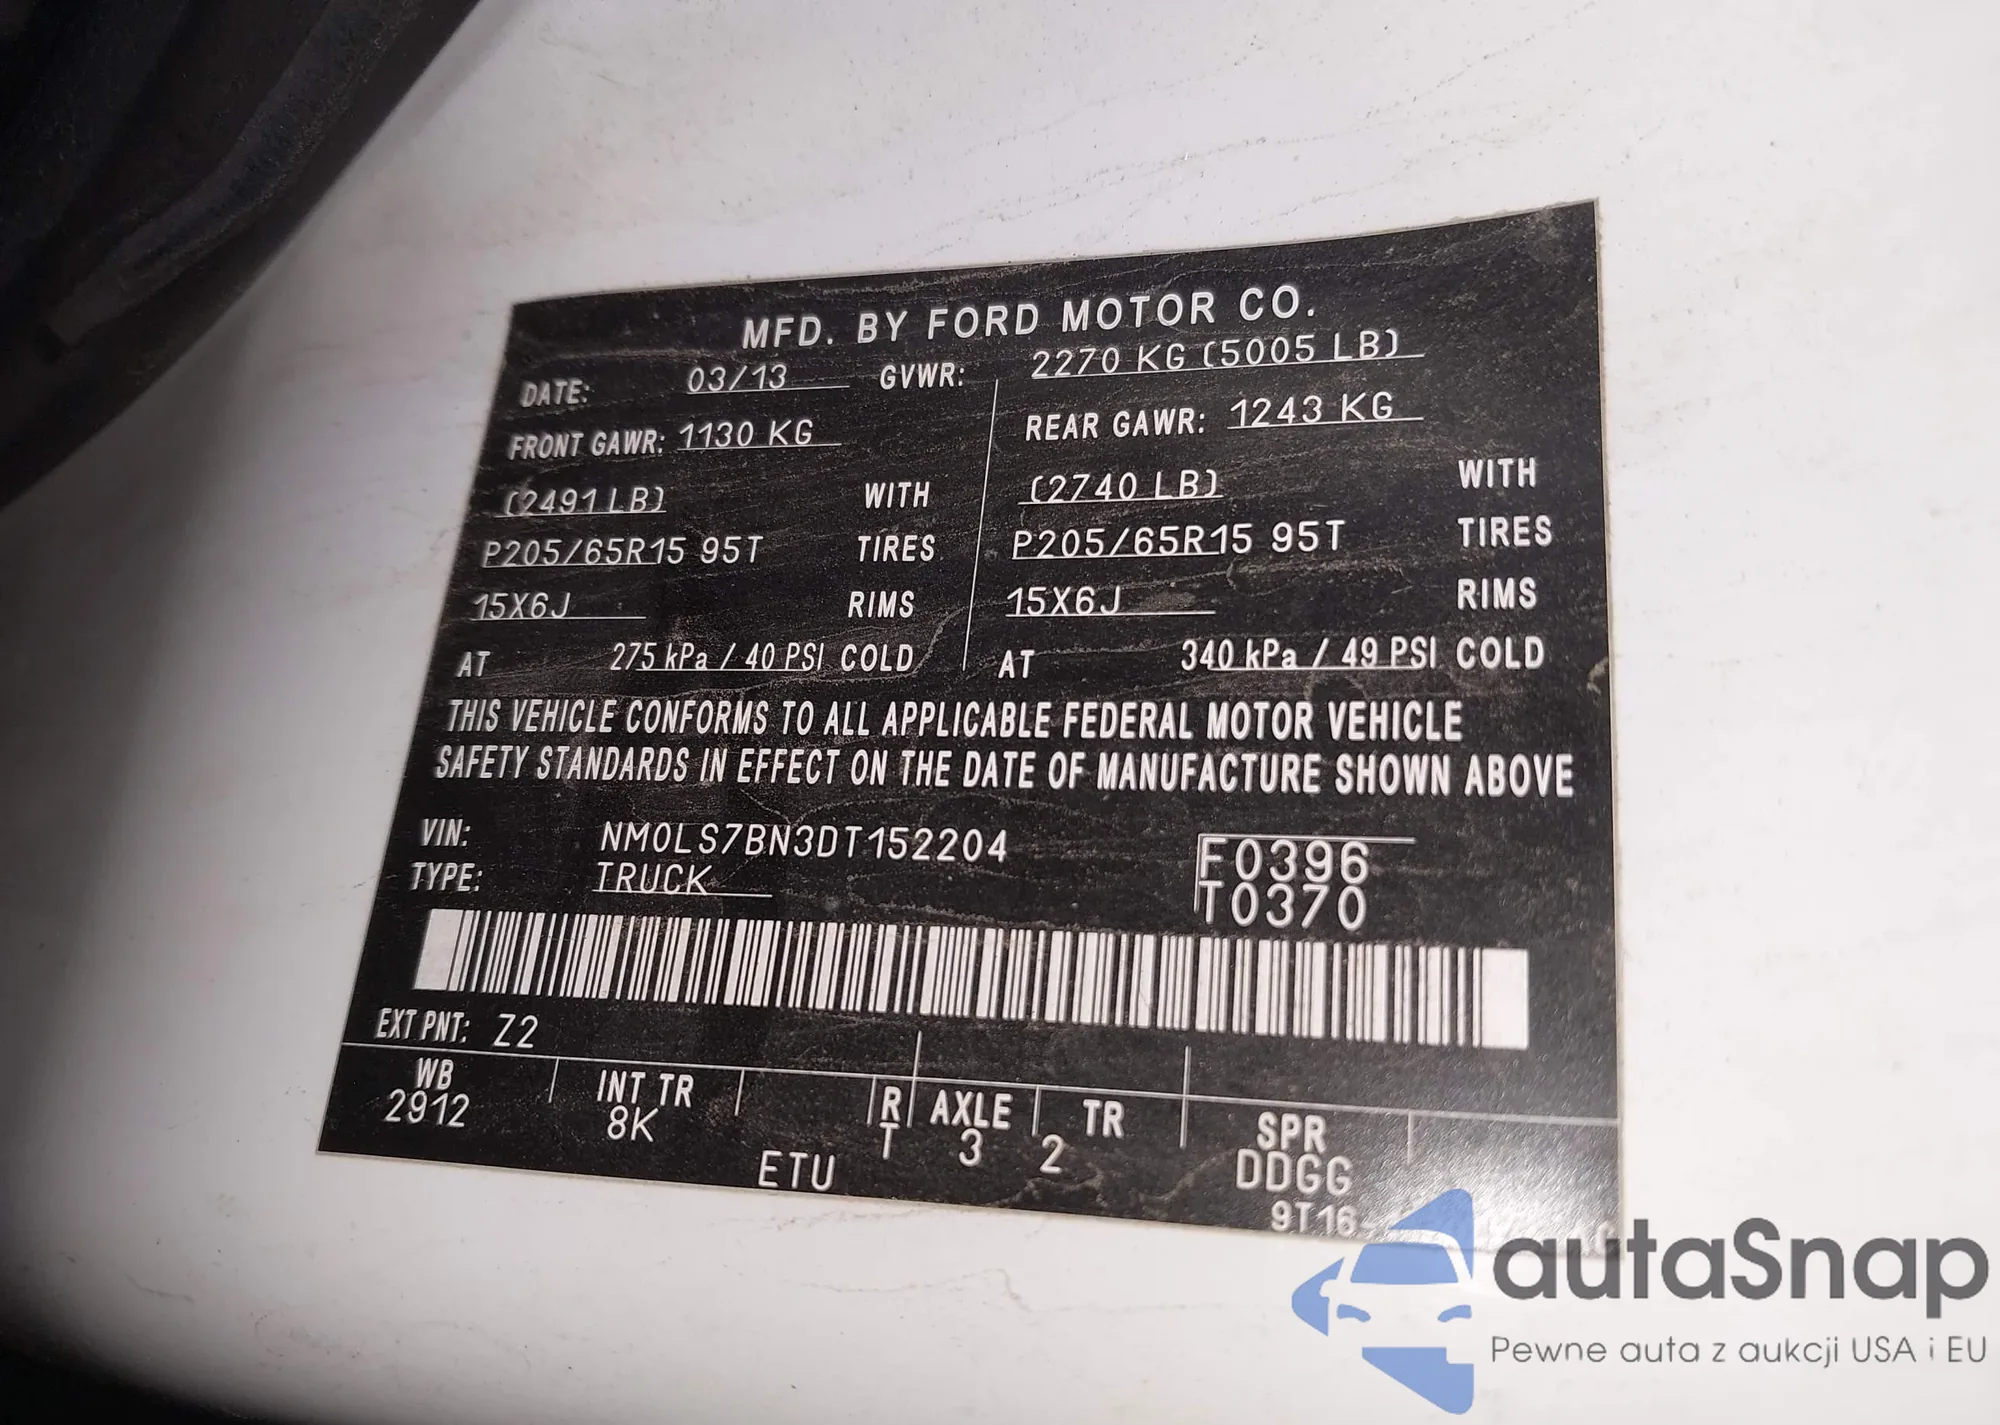 MFD. BY FORD MOTOR CO.
DATE: 03/13 GVWR: 2270 KG (5005 LB)
FRONT GAWR: 1130 KG REAR GAWR: 1243 KG
(2491 LB) WITH (2740 LB) WITH
P205/65R15 95T TIRES P205/65R15 95T TIRES
15X6J RIMS 15X6J RIMS
AT 275 kPa / 40 PSI COLD AT 340 kPa / 49 PSI COLD
THIS VEHICLE CONFORMS TO ALL APPLICABLE FEDERAL MOTOR VEHICLE
SAFETY STANDARDS IN EFFECT ON THE DATE OF MANUFACTURE SHOWN ABOVE
VIN: NM0LS7BN3DT152204 F0396
TYPE: TRUCK T0370
EXT PNT: Z2
WB INT TR R AXLE TR SPR
2912 8K T 3 2 DDGG
ETU
9T16-
autaSnap
Pewne auta z aukcji USA i EU